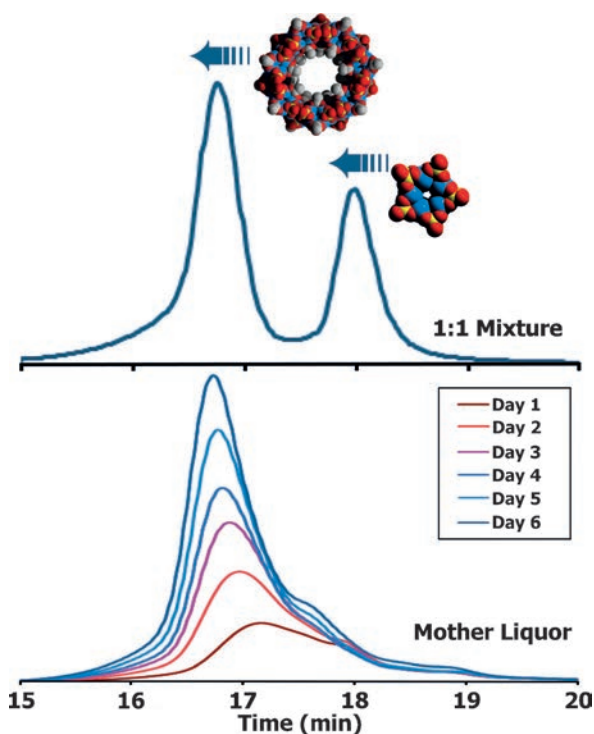 1:1 Mixture
Day 1
Day 2
Day 3
Day 4
Day 5
Day 6
Mother Liquor
15 16 17 18 19 20
Time (min)